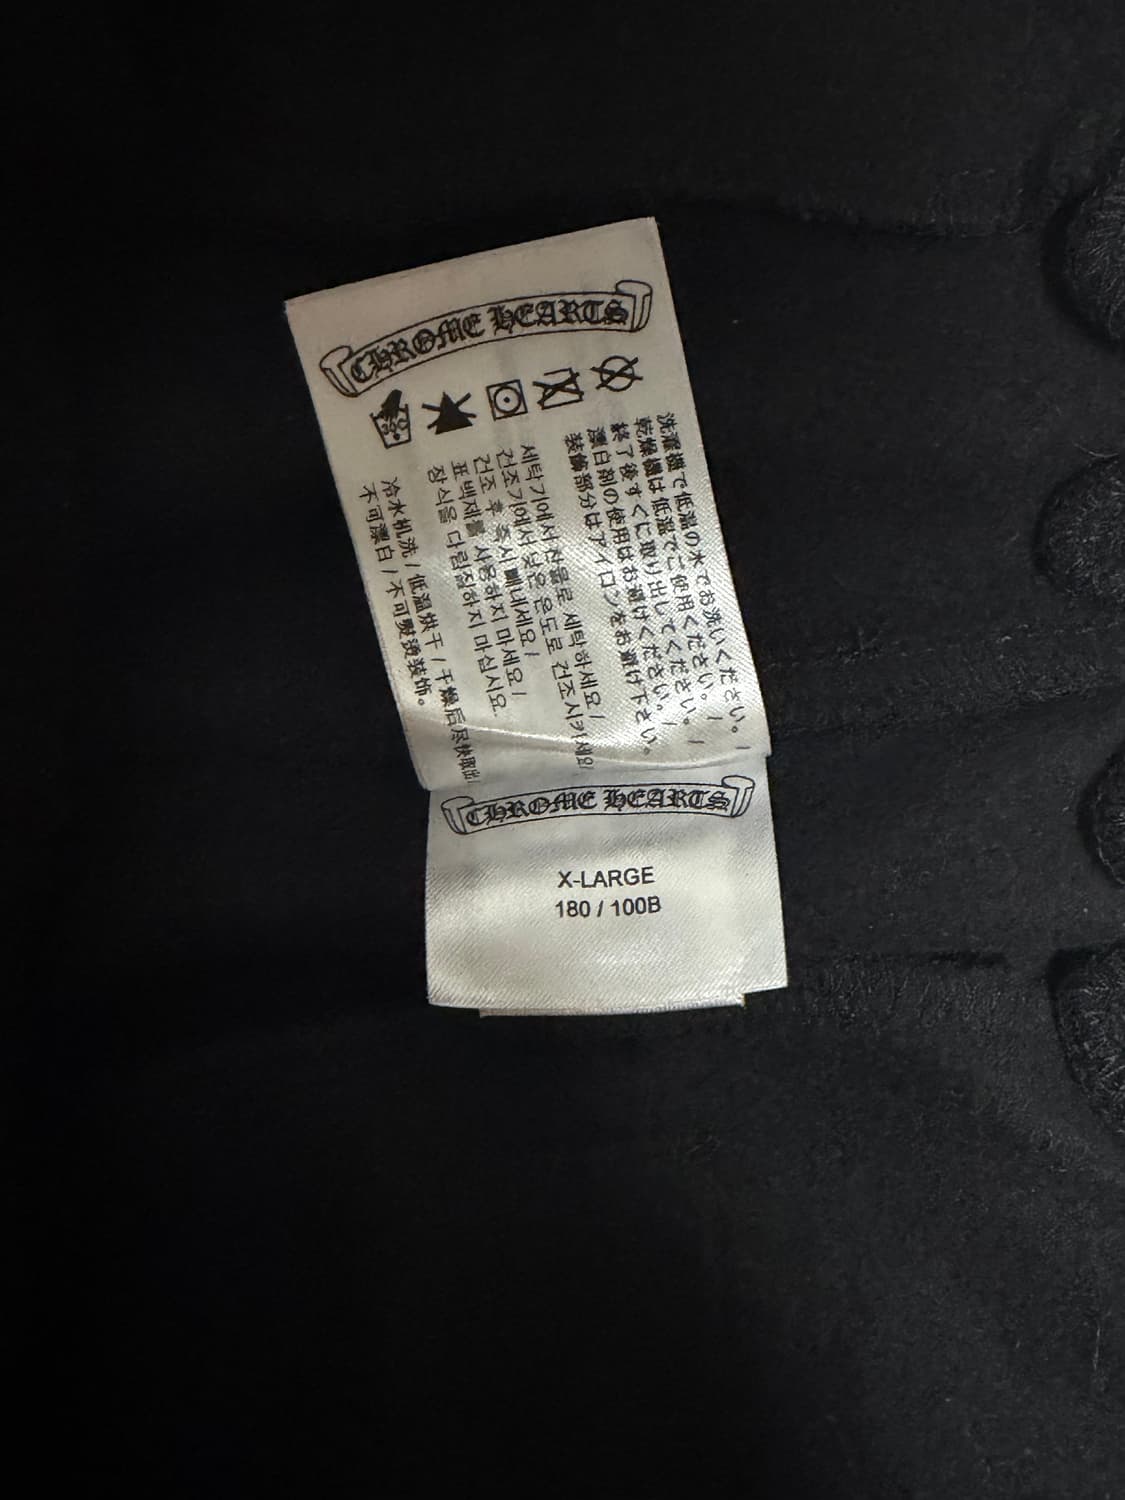 CHROME HEARTS
洗濯機で低温の水でお洗いください。/
乾燥機は低温でご使用ください。/
終了後すぐに取り出してください。/
漂白剤の使用はお避けください。/
装飾部分はアイロンをお避け下さい。
세탁기에서 찬물로 세탁하세요/
건조기에서 낮은 온도로 건조시키세요/
건조 후 즉시 빼내세요/
표백제를 사용하지 마세요/
장식을 다림질하지 마십시오.
冷水机洗/低温烘干/干燥后尽快取出/
不可漂白/不可熨烫装饰。
CHROME HEARTS
X-LARGE
180 / 100B